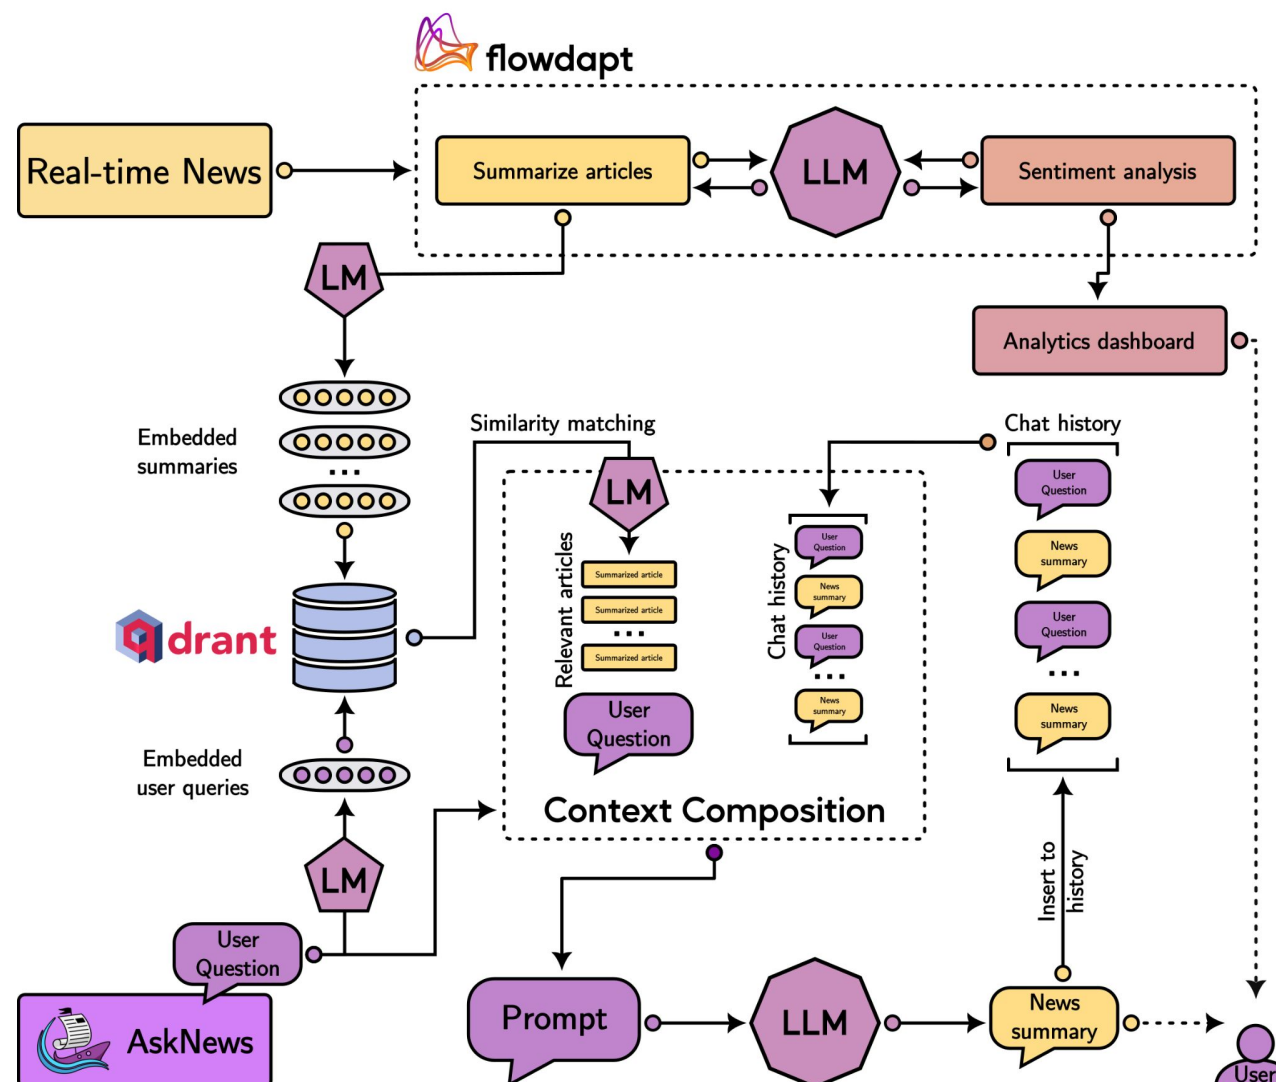 flowdapt
Real-time News
Summarize articles
LLM
Sentiment analysis
LM
Analytics dashboard
Embedded
summaries
Similarity matching
LM
Relevant articles
Summarized article
Summarized article
Summarized article
User
Question
Chat history
User
Question
News
summary
User
Question
News
summary
Chat history
User
Question
News
summary
User
Question
News
summary
qdrant
Embedded
user queries
LM
Context Composition
Insert to
history
User
Question
AskNews
Prompt
LLM
News
summary
User